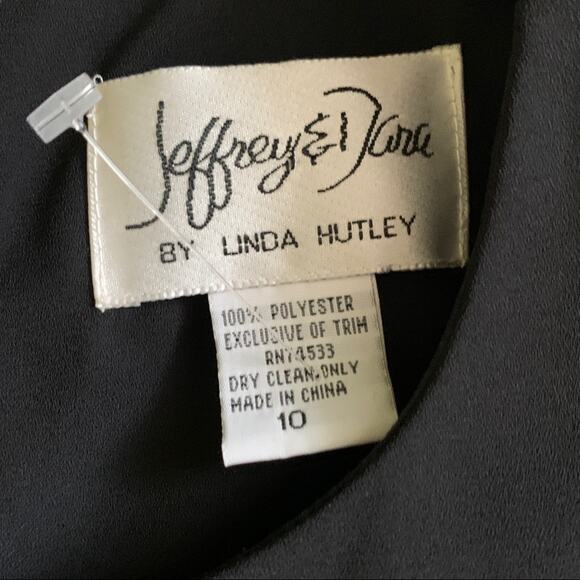 Jeffrey & Dara
BY LINDA HUTLEY
100% POLYESTER
EXCLUSIVE OF TRIM
RN74533
DRY CLEAN ONLY
MADE IN CHINA
10